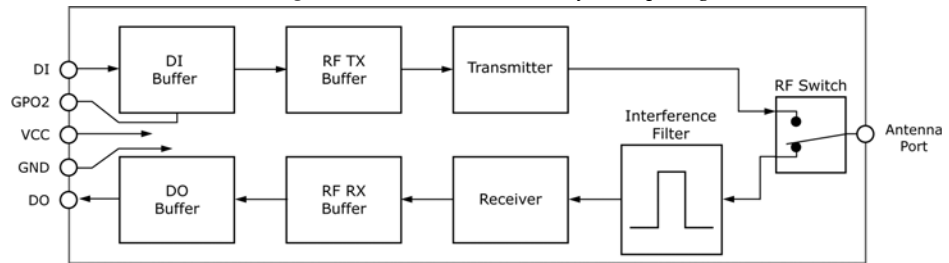 DI
GPO2
VCC
GND
DO
DI
Buffer
RF TX
Buffer
Transmitter
RF Switch
Interference
Filter
Antenna
Port
DO
Buffer
RF RX
Buffer
Receiver